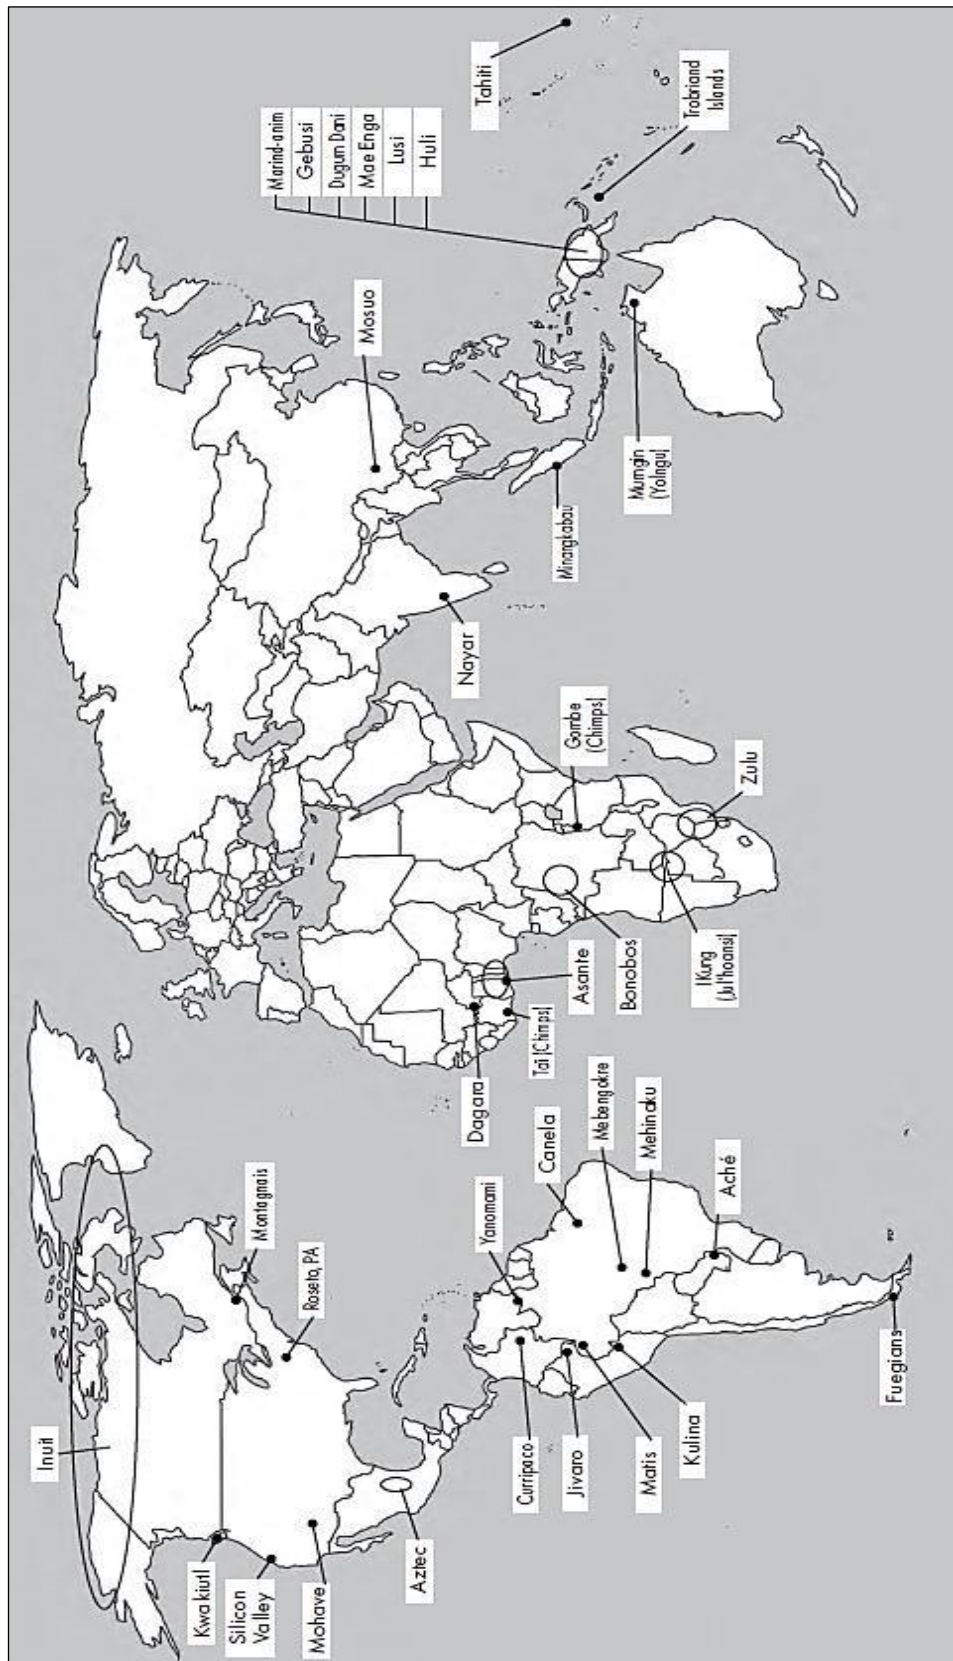 Inuit
Kwakiutl
Silicon
Valley
Mohave
Aztec
Montagnais
Roseto, PA
Curripaco
Jivaro
Matis
Kulina
Yanomami
Canela
Mebengokre
Mehinaku
Aché
Fuegians
Dagara
Tai (Chimps)
Asante
Bonobos
!Kung
(Jul'hoansi)
Gombe
(Chimps)
Zulu
Nayar
Mosuo
Minangkabau
Murngin
(Yolngu)
Marind-anim
Gebusi
Dugum Dani
Mae Enga
Lusi
Huli
Trobriand
Islands
Tahiti